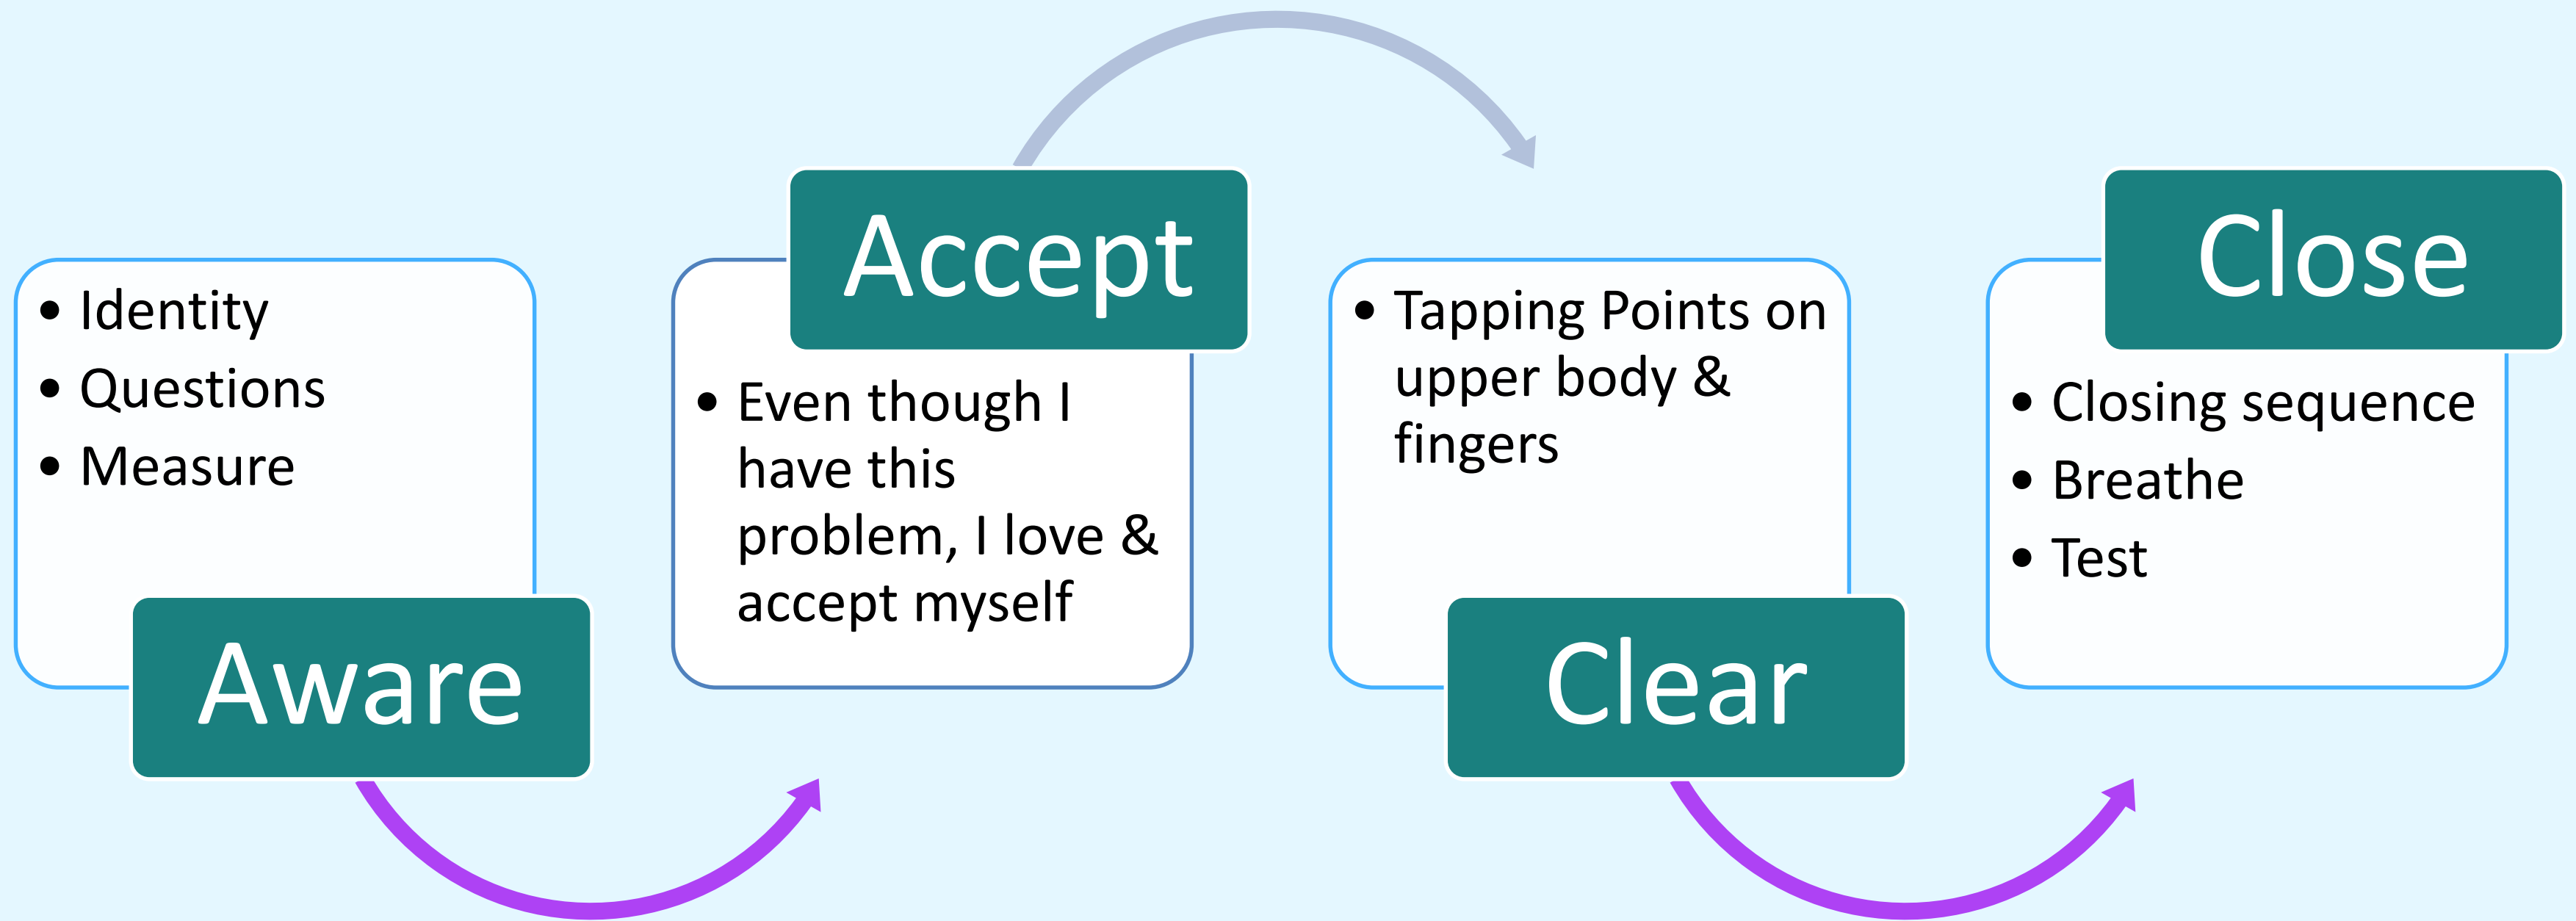 • Identity
• Questions
• Measure
Aware
Accept
• Even though I
have this
problem, I love &
accept myself
• Tapping Points on
upper body &
fingers
Clear
Close
• Closing sequence
• Breathe
• Test